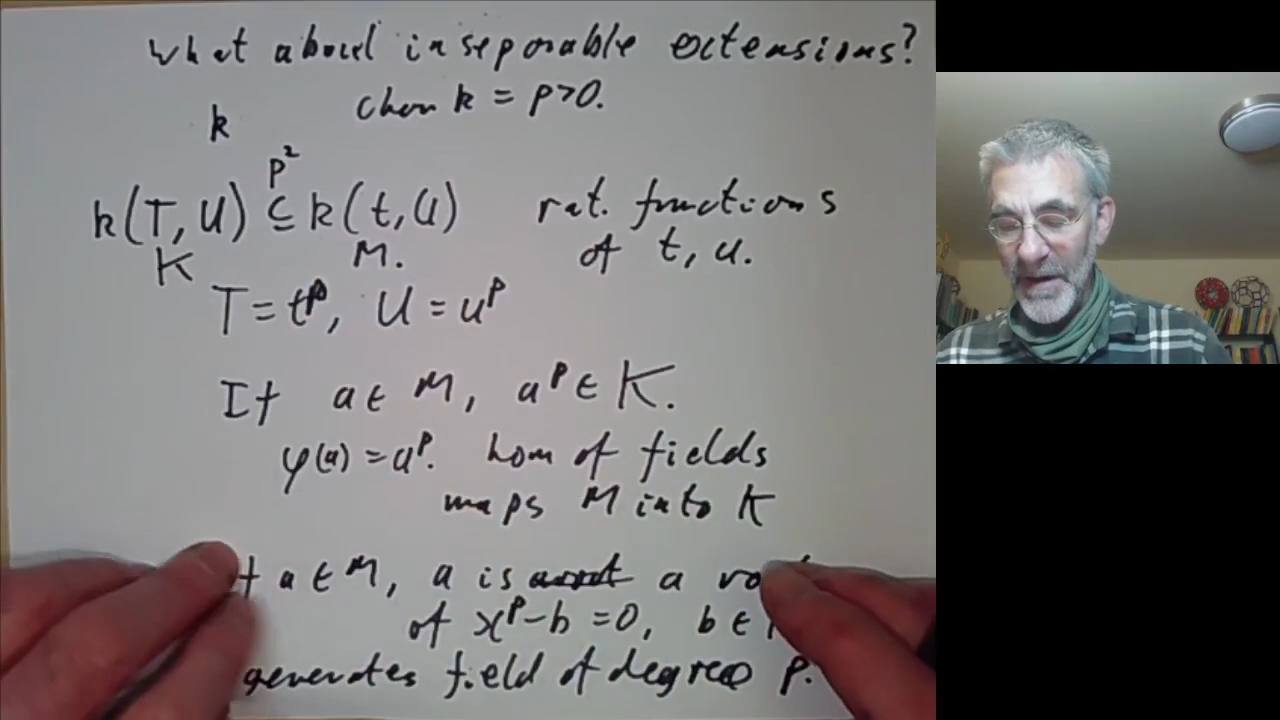 What about inseparable extensions?
k char k = p>0.
p²
k(T,U) ⊆ k(t,u) rat. functions
K M. of t, u.
T=t^p, U=u^p
If a∈M, a^p∈K.
φ(a)=a^p. hom of fields
maps M into K
a∈M, a is a
of x^p-b=0, b∈
generates field of degree p.